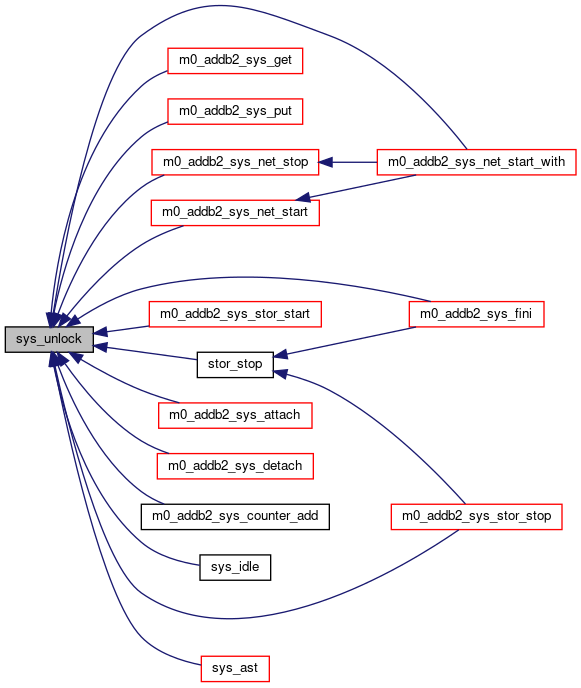 m0_addb2_sys_get
m0_addb2_sys_put
m0_addb2_sys_net_stop
m0_addb2_sys_net_start_with
m0_addb2_sys_net_start
m0_addb2_sys_stor_start
m0_addb2_sys_fini
sys_unlock
stor_stop
m0_addb2_sys_attach
m0_addb2_sys_detach
m0_addb2_sys_counter_add
m0_addb2_sys_stor_stop
sys_idle
sys_ast